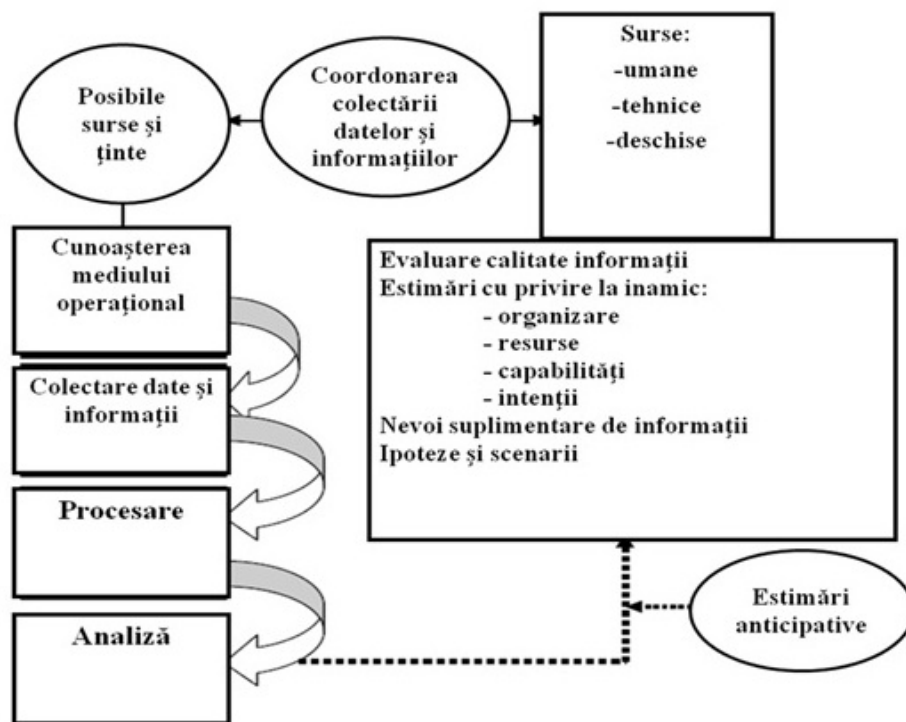 Posibile
surse și
ținte
Coordonarea
colectării
datelor și
informațiilor
Surse:
-umane
-tehnice
-deschise
Cunoașterea
mediului
operațional
Colectare date și
informații
Procesare
Analiză
Evaluare calitate informații
Estimări cu privire la inamic:
- organizare
- resurse
- capabilități
- intenții
Nevoi suplimentare de informații
Ipoteze și scenarii
Estimări
anticipative